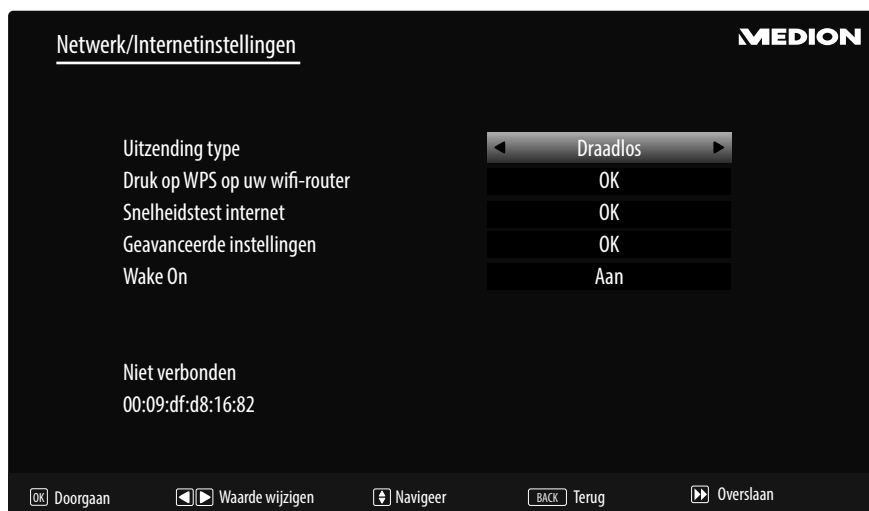 Netwerk/Internetinstellingen
MEDION
Uitzending type Draadlos
Druk op WPS op uw wifi-router OK
Snelheidstest internet OK
Geavanceerde instellingen OK
Wake On Aan
Niet verbonden
00:09:df:d8:16:82
OK Doorgaan Waarde wijzigen Navigeer BACK Terug Overslaan